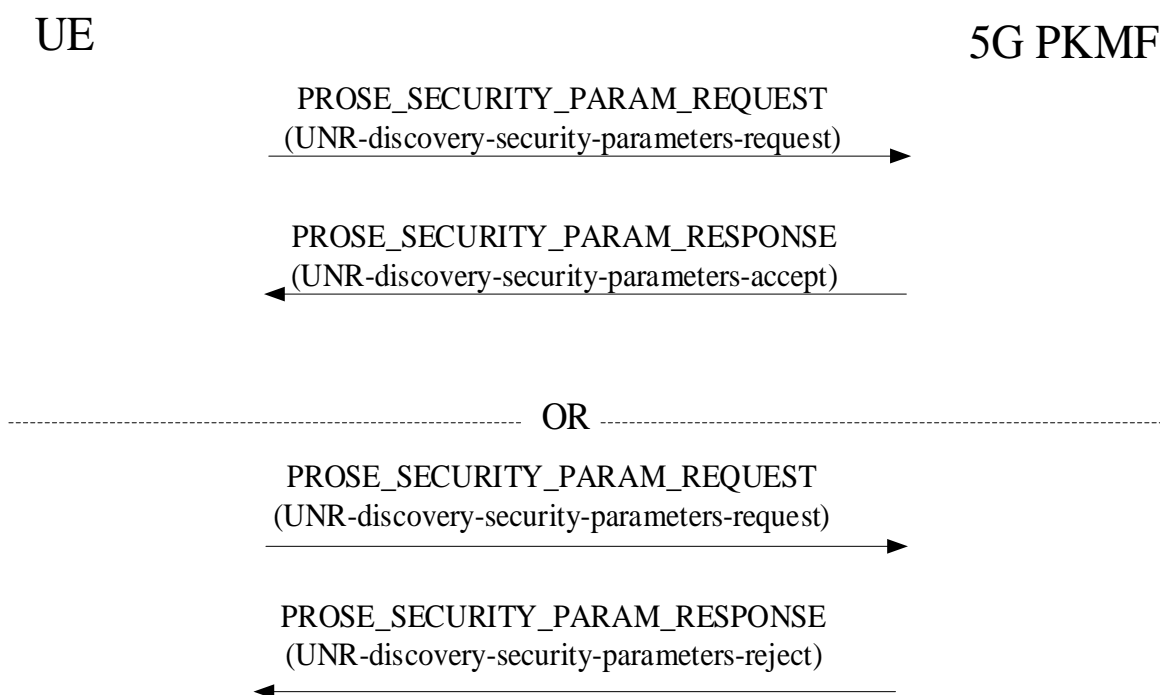 UE
5G PKMF
PROSE_SECURITY_PARAM_REQUEST
(UNR-discovery-security-parameters-request)
PROSE_SECURITY_PARAM_RESPONSE
(UNR-discovery-security-parameters-accept)
OR
PROSE_SECURITY_PARAM_REQUEST
(UNR-discovery-security-parameters-request)
PROSE_SECURITY_PARAM_RESPONSE
(UNR-discovery-security-parameters-reject)